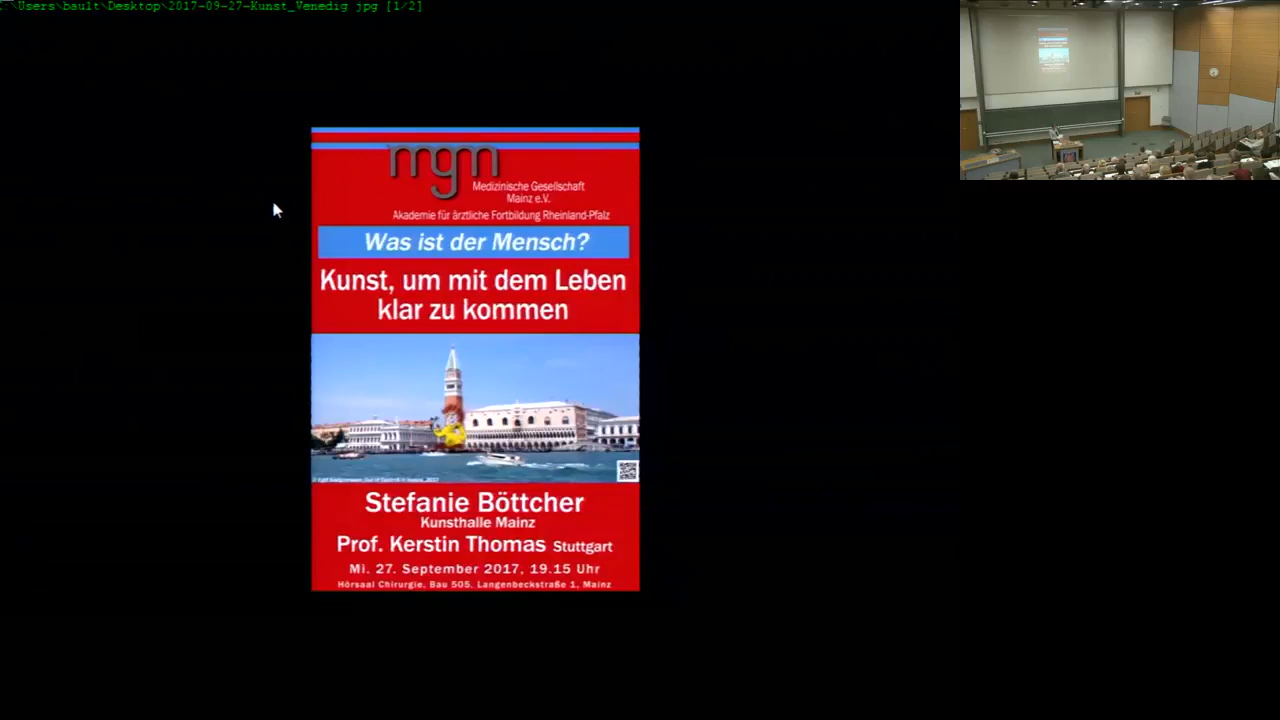 :\Users\bault\Desktop\2017-09-27-Kunst_Venedig jpg [1/2]
mgm
Medizinische Gesellschaft
Mainz e.V.
Akademie für ärztliche Fortbildung Rheinland-Pfalz
Was ist der Mensch?
Kunst, um mit dem Leben
klar zu kommen
Stefanie Böttcher
Kunsthalle Mainz
Prof. Kerstin Thomas Stuttgart
Mi. 27. September 2017, 19.15 Uhr
Hörsaal Chirurgie, Bau 505, Langenbeckstraße 1, Mainz